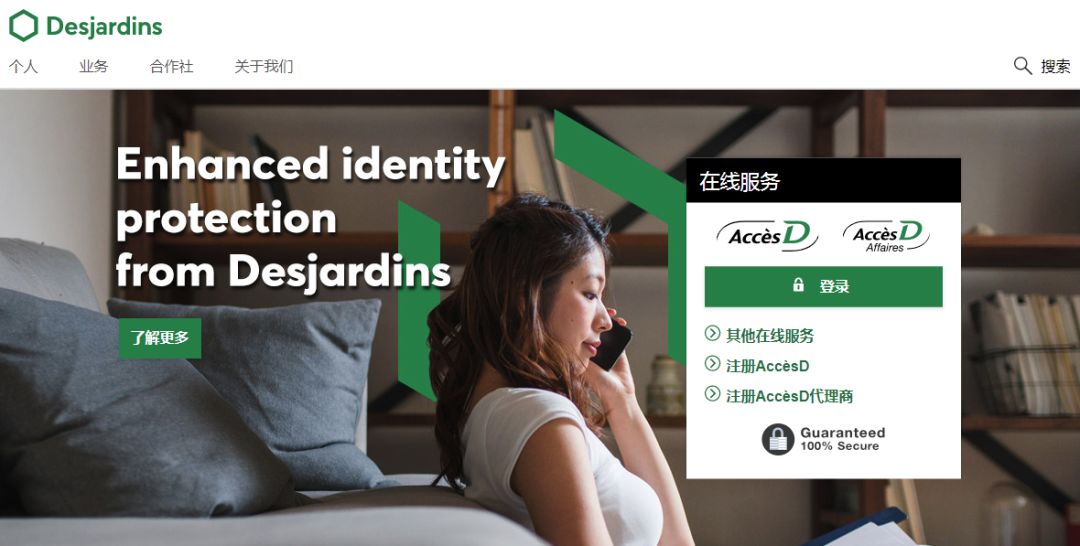 Desjardins
个人 业务 合作社 关于我们 搜索
Enhanced identity
protection
from Desjardins
了解更多
在线服务
AccèsD AccèsD
Affaires
登录
其他在线服务
注册AccèsD
注册AccèsD代理商
Guaranteed
100% Secure